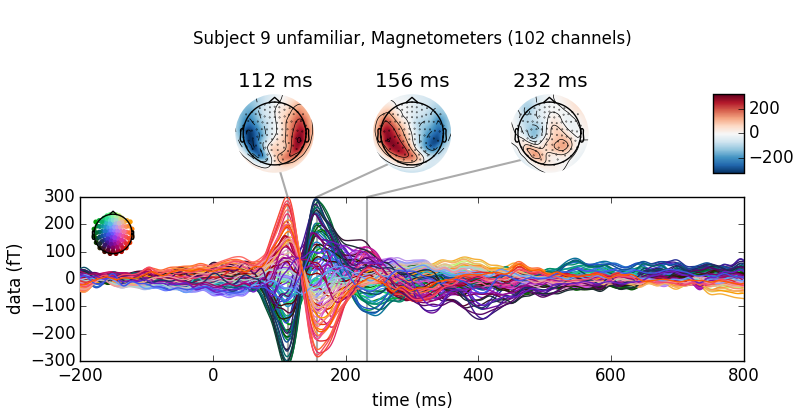 Subject 9 unfamiliar, Magnetometers (102 channels)
112 ms 156 ms 232 ms
200
0
−200
300
200
100
0
−100
−200
−300
data (fT)
−200 0 200 400 600 800
time (ms)